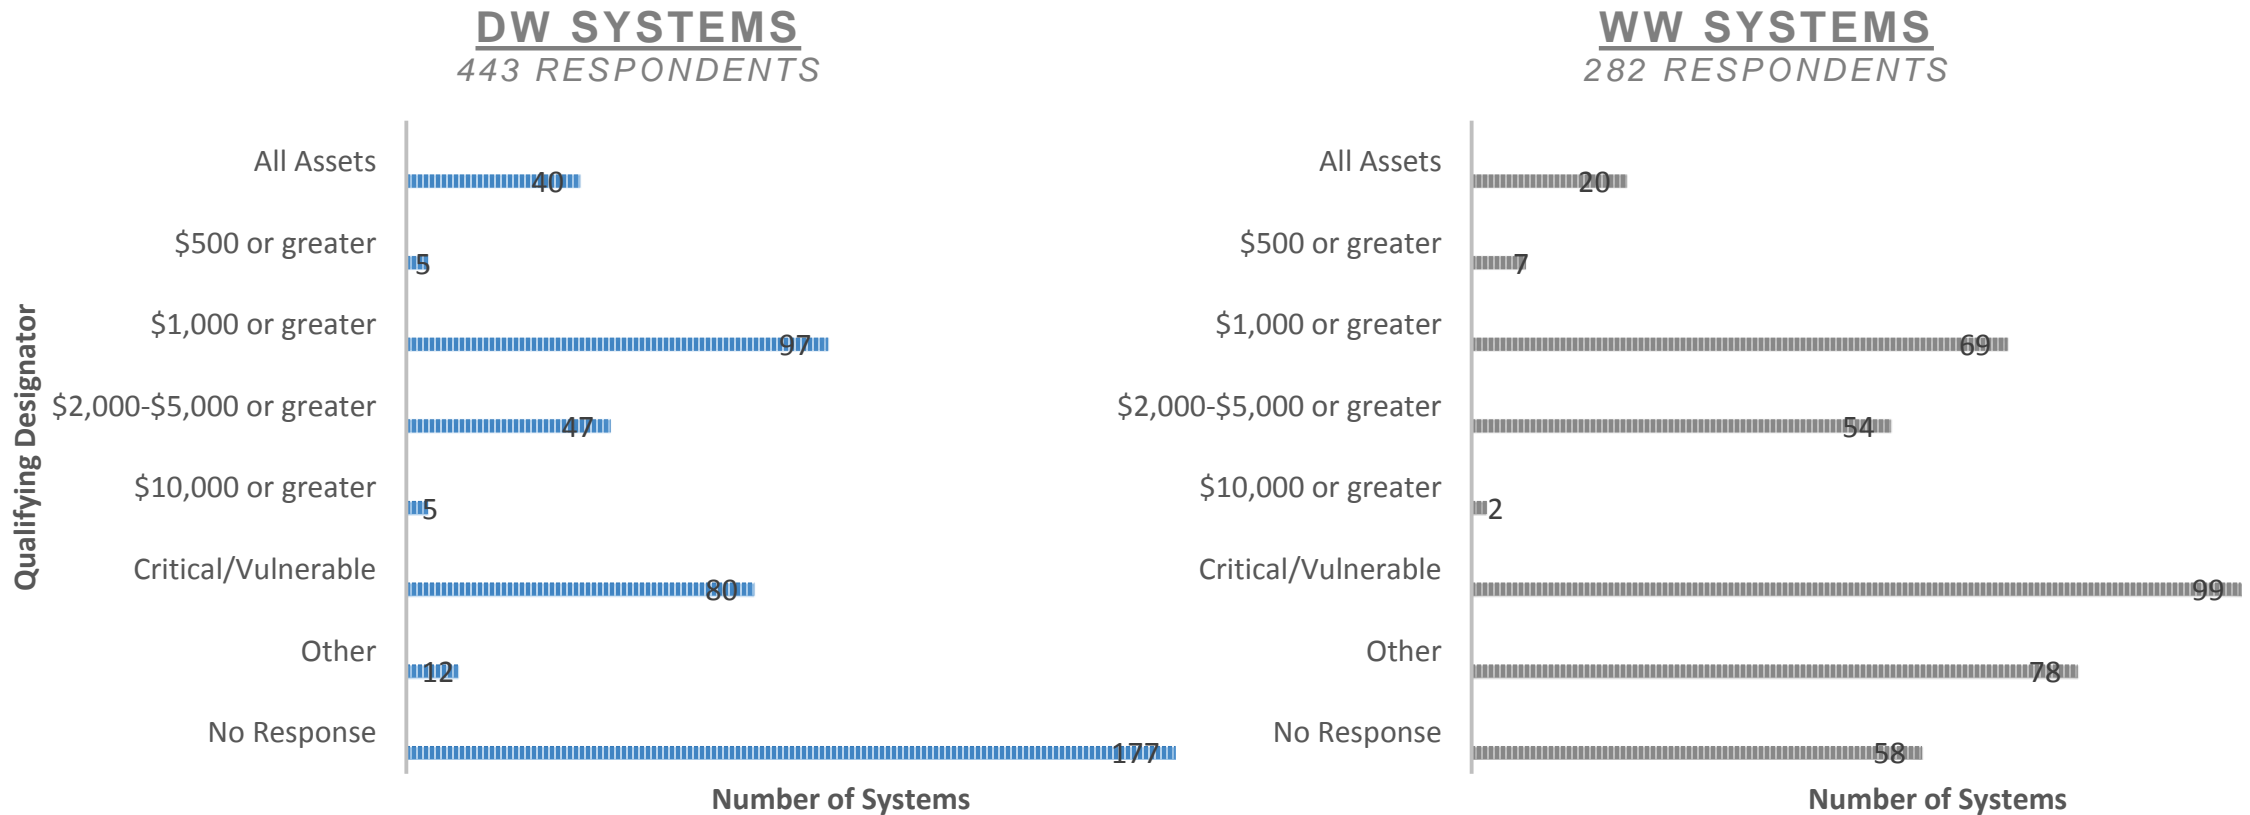 DW SYSTEMS
443 RESPONDENTS
Qualifying Designator
All Assets
40
$500 or greater
5
$1,000 or greater
97
$2,000-$5,000 or greater
47
$10,000 or greater
5
Critical/Vulnerable
80
Other
12
No Response
177
Number of Systems
WW SYSTEMS
282 RESPONDENTS
All Assets
20
$500 or greater
7
$1,000 or greater
69
$2,000-$5,000 or greater
54
$10,000 or greater
2
Critical/Vulnerable
99
Other
78
No Response
58
Number of Systems